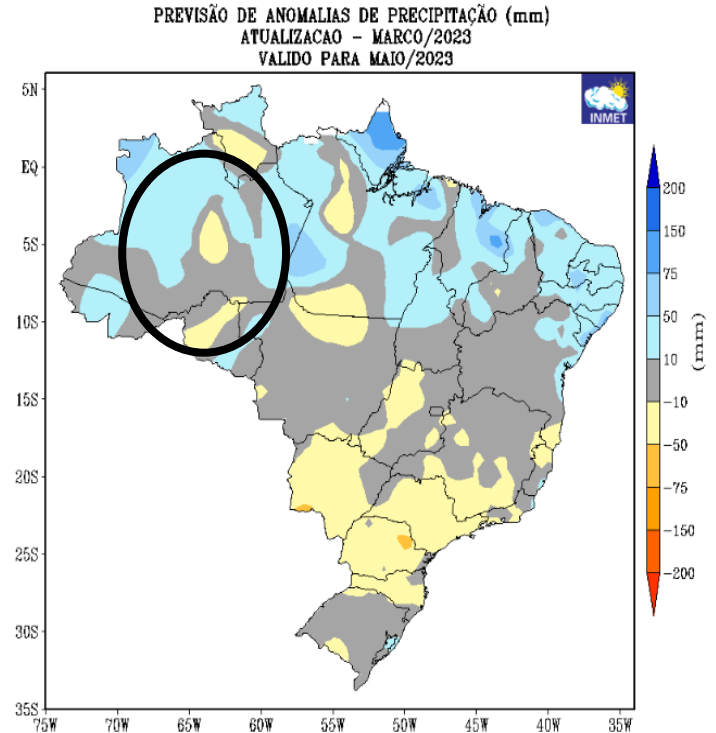 PREVISÃO DE ANOMALIAS DE PRECIPITAÇÃO (mm)
ATUALIZACAO - MARCO/2023
VALIDO PARA MAIO/2023
INMET
5N
EQ
5S
10S
15S
20S
25S
30S
35S
75W 70W 65W 60W 55W 50W 45W 40W 35W
200
150
75
50
10
-10
-50
-75
-150
-200
(mm)